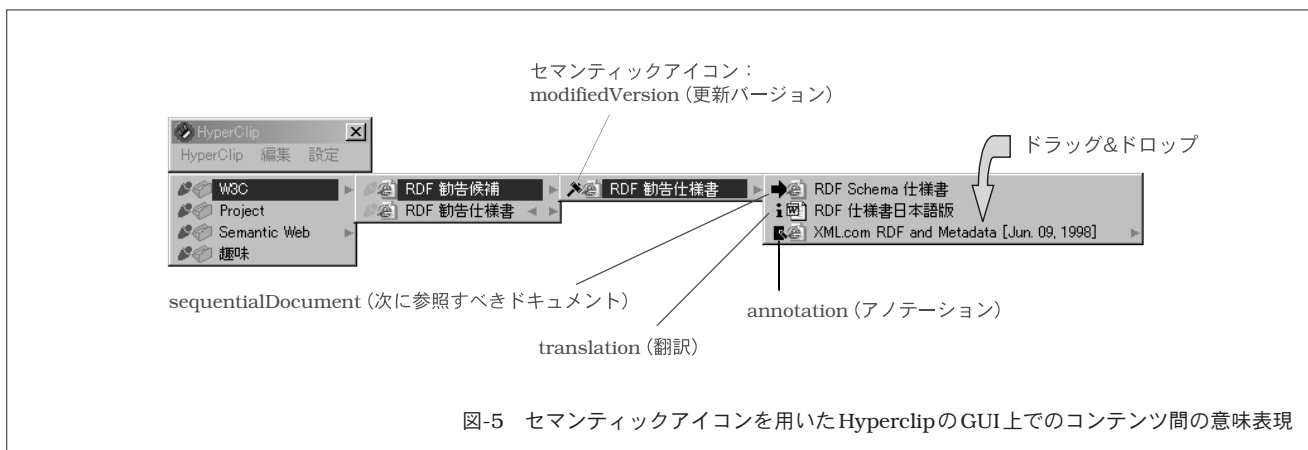 セマンティックアイコン：
modifiedVersion（更新バージョン）
HyperClip
HyperClip 編集 設定
ドラッグ&ドロップ
W3C
Project
Semantic Web
趣味
RDF 勧告候補
RDF 勧告仕様書
RDF 勧告仕様書
RDF Schema 仕様書
RDF 仕様書日本語版
XML.com RDF and Metadata [Jun. 09, 1998]
sequentialDocument（次に参照すべきドキュメント）
annotation（アノテーション）
translation（翻訳）
図-5　セマンティックアイコンを用いたHyperclipのGUI上でのコンテンツ間の意味表現